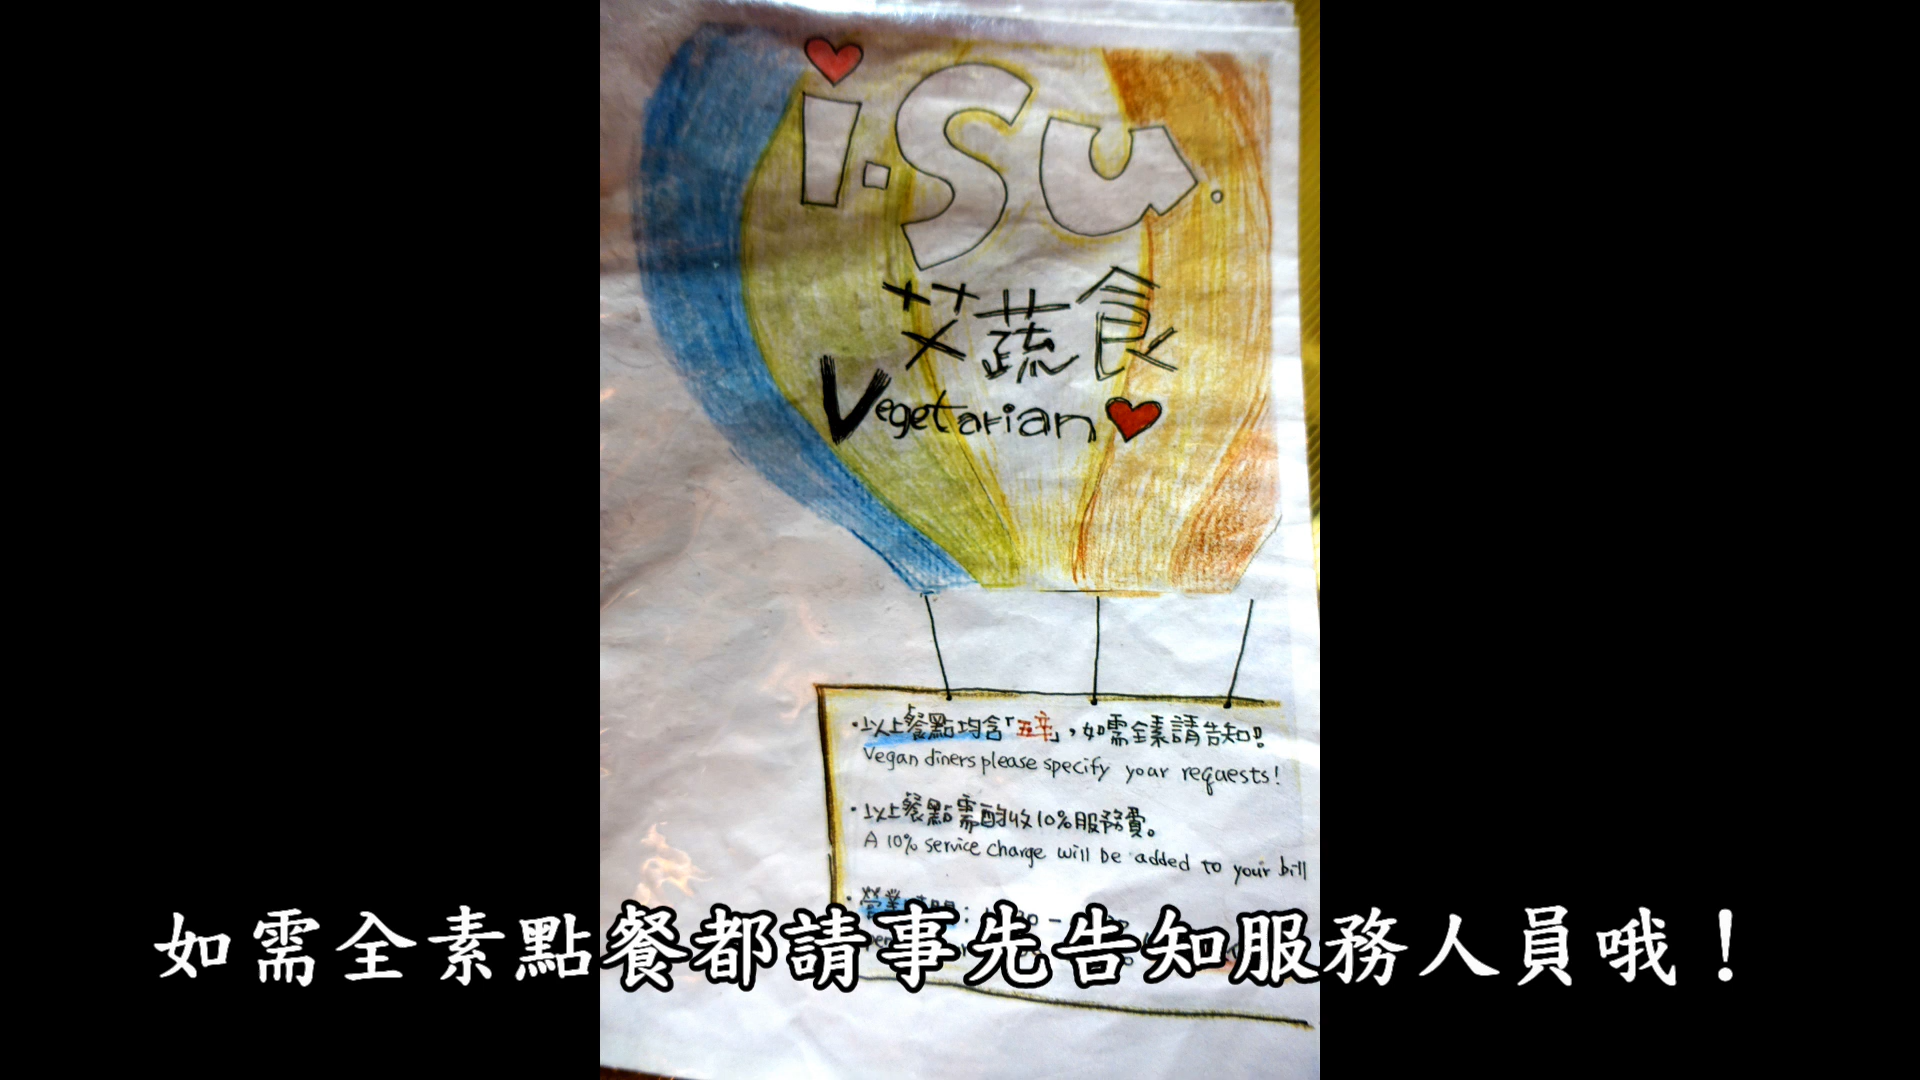 i.Su.
艾蔬食
Vegetarian
·以上餐點均含「五辛」,如需全素請告知!
Vegan diners please specify your requests!
·以上餐點需酌收10%服務費。
A 10% service charge will be added to your bill
·營業
如需全素點餐都請事先告知服務人員哦!